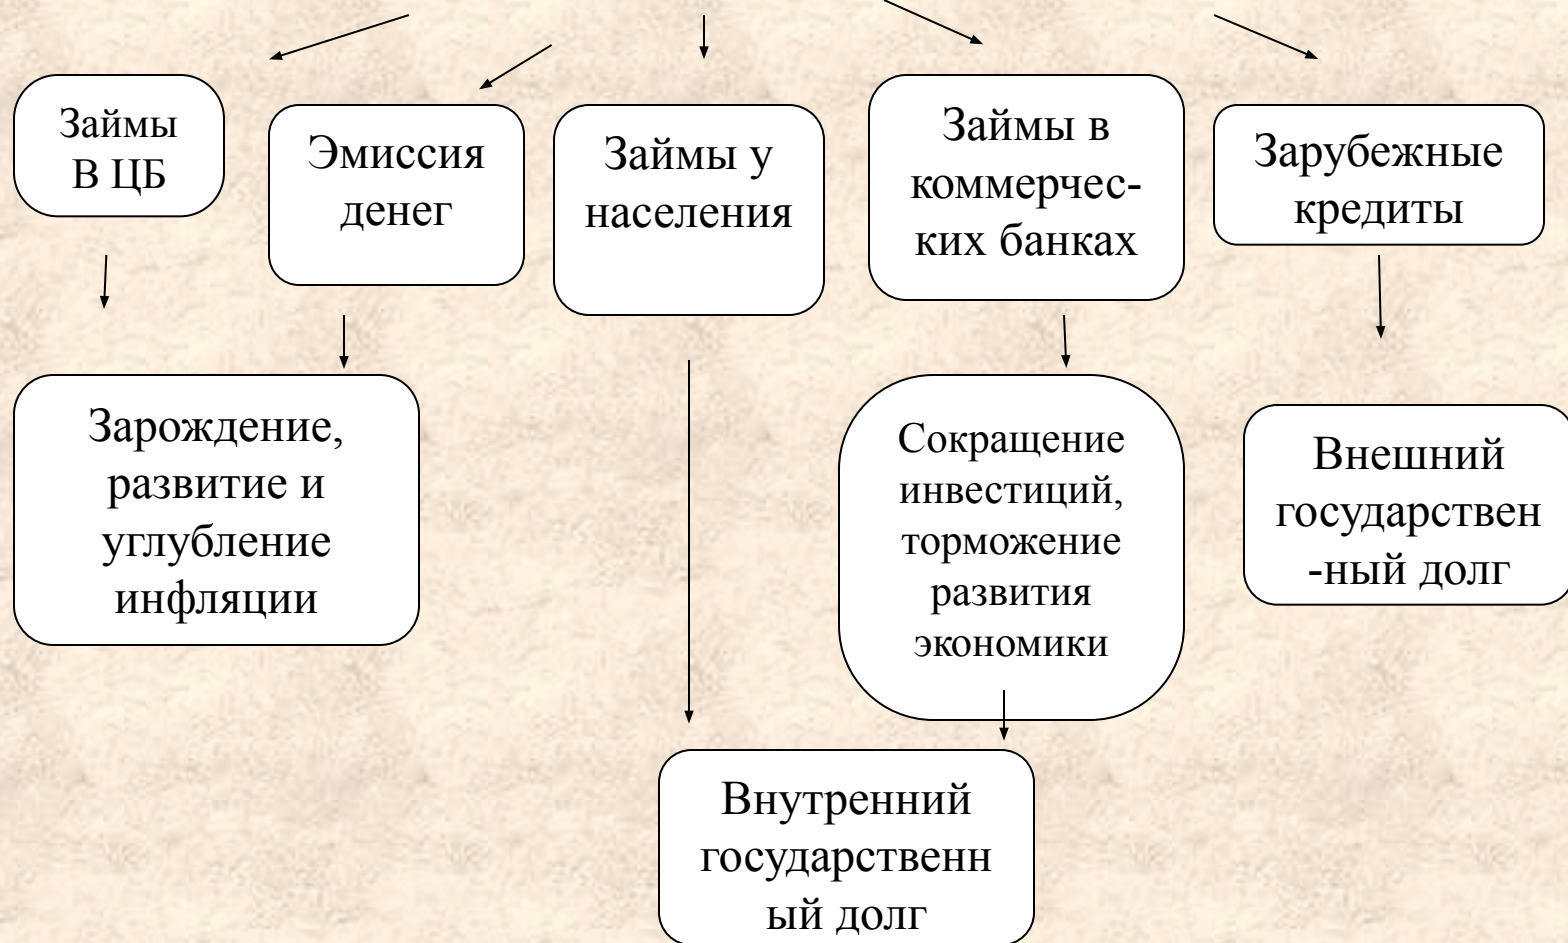 Займы
В ЦБ
Эмиссия
денег
Займы у
населения
Займы в
коммерчес-
ких банках
Зарубежные
кредиты
Зарождение,
развитие и
углубление
инфляции
Сокращение
инвестиций,
торможение
развития
экономики
Внешний
государствен
-ный долг
Внутренний
государственн
ый долг